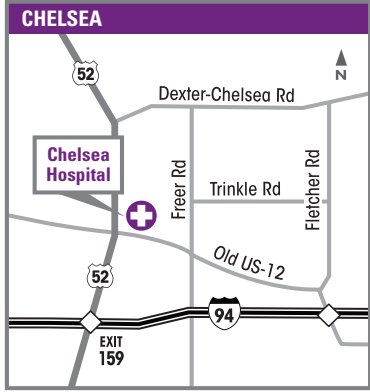 CHELSEA
52
N
Dexter-Chelsea Rd
Chelsea
Hospital
Freer Rd
Trinkle Rd
Fletcher Rd
Old US-12
52
94
EXIT
159